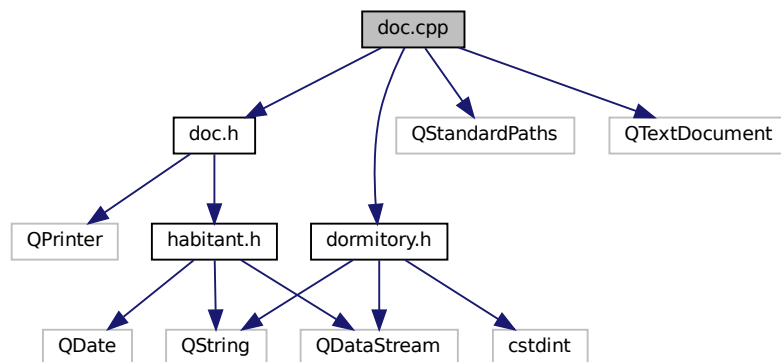 doc.cpp
doc.h
QStandardPaths
QTextDocument
QPrinter
habitant.h
dormitory.h
QDate
QString
QDataStream
cstdint